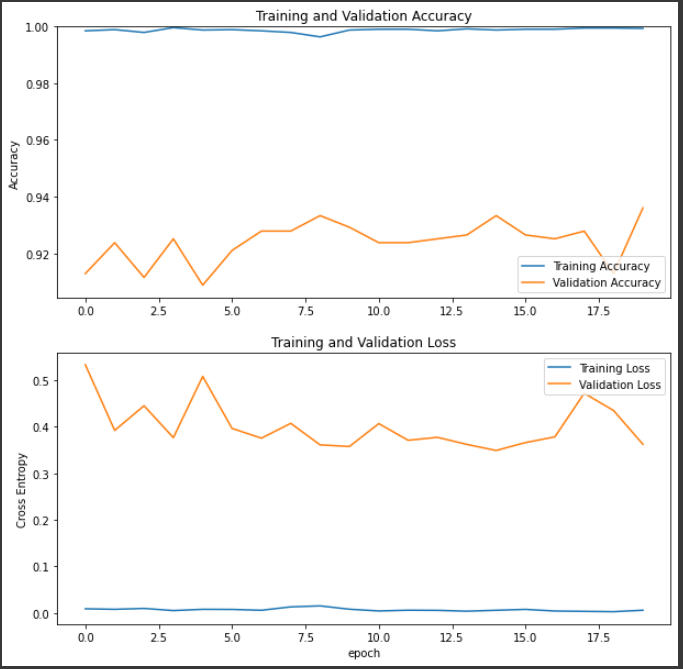 Training and Validation Accuracy
1.00
0.98
0.96
0.94
0.92
Accuracy
Training Accuracy
Validation Accuracy
0.0 2.5 5.0 7.5 10.0 12.5 15.0 17.5
Training and Validation Loss
0.5
0.4
0.3
0.2
0.1
0.0
Cross Entropy
Training Loss
Validation Loss
0.0 2.5 5.0 7.5 10.0 12.5 15.0 17.5
epoch